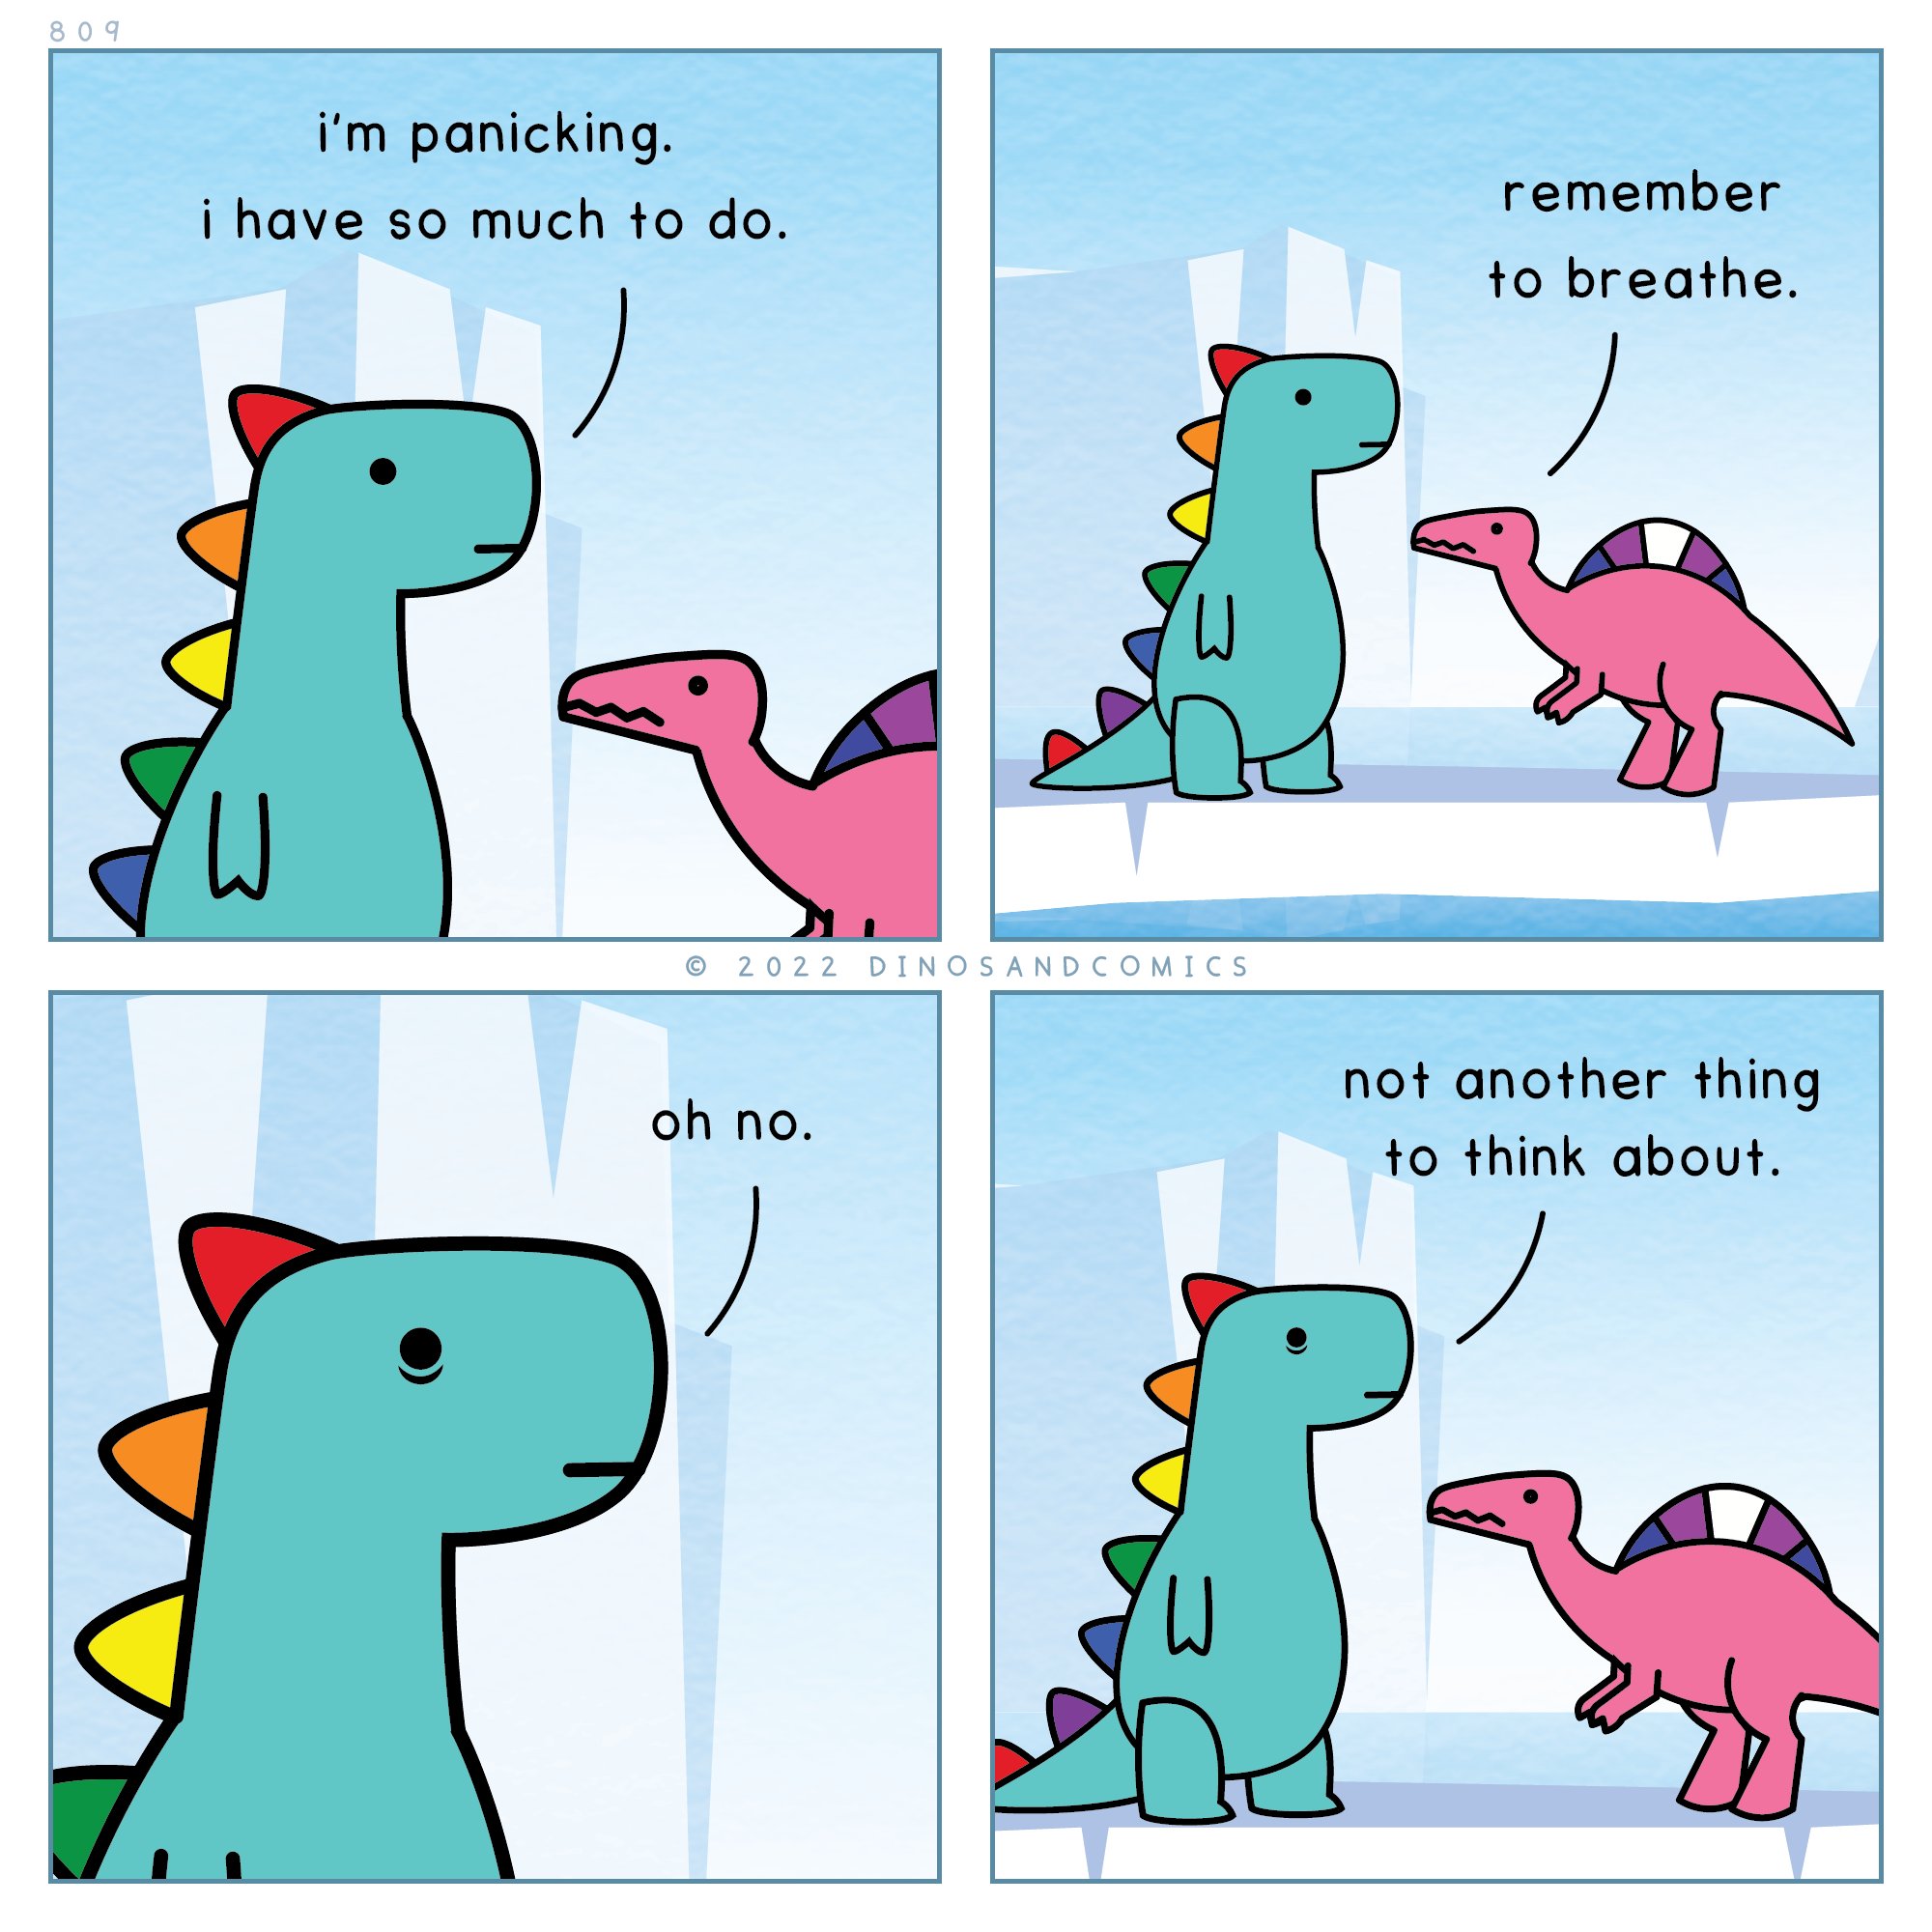 809
i'm panicking.
i have so much to do.
remember
to breathe.
© 2022 DINOSANDCOMICS
oh no.
not another thing
to think about.